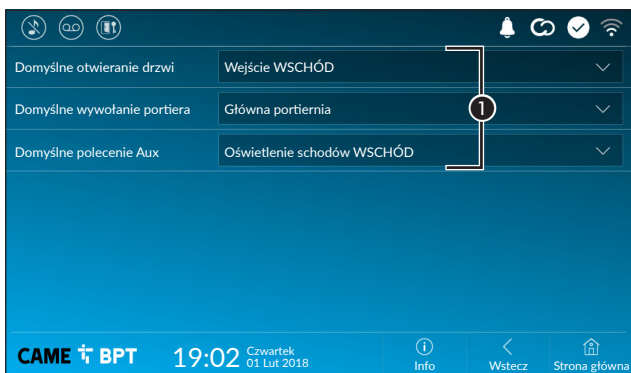 Domyślne otwieranie drzwi Wejście WSCHÓD
Domyślne wywołanie portiera Główna portiernia
1
Domyślne polecenie Aux Oświetlenie schodów WSCHÓD
CAME BPT 19:02 Czwartek
01 Lut 2018
Info Wstecz Strona główna